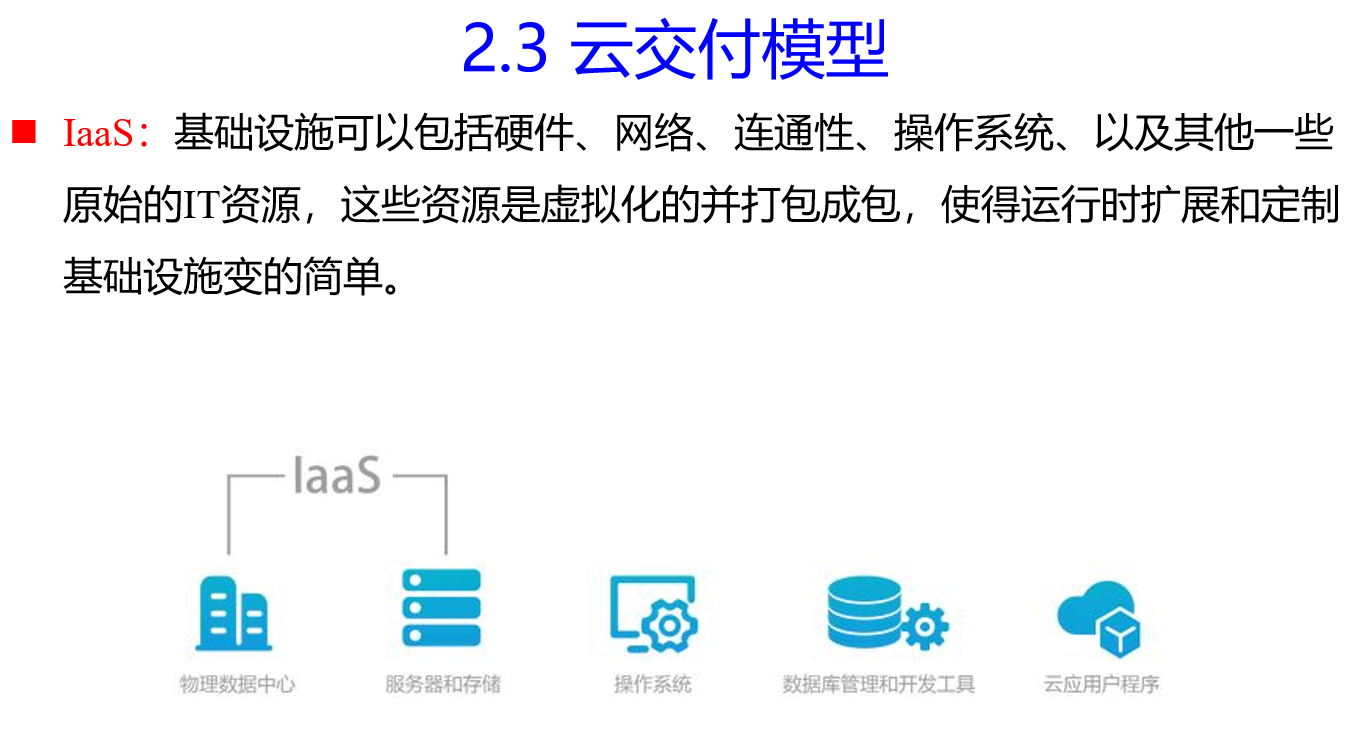 2.3 云交付模型
■ IaaS：基础设施可以包括硬件、网络、连通性、操作系统、以及其他一些
原始的IT资源，这些资源是虚拟化的并打包成包，使得运行时扩展和定制
基础设施变的简单。
IaaS
物理数据中心 服务器和存储 操作系统 数据库管理和开发工具 云应用户程序